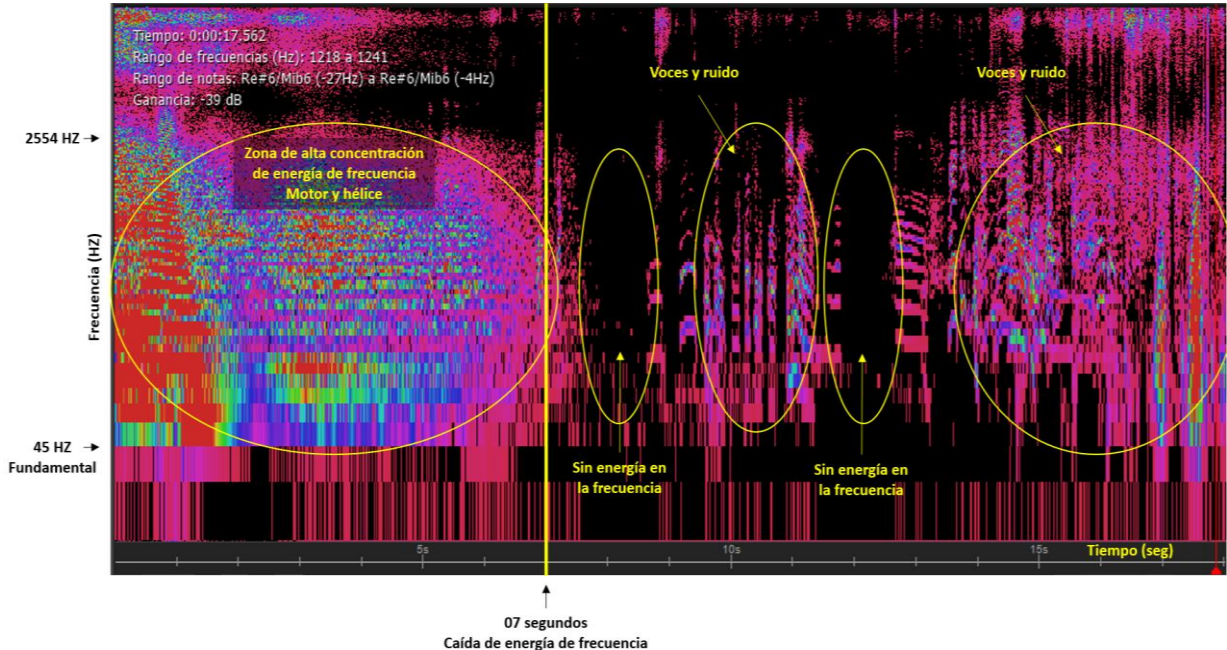 Tiempo: 0:00:17.562
Rango de frecuencias (Hz): 1218 a 1241
Rango de notas: Re#6/Mib6 (-27Hz) a Re#6/Mib6 (-4Hz)
Ganancia: -39 dB
Voces y ruido
Voces y ruido
2554 HZ
Zona de alta concentración
de energía de frecuencia
Motor y hélice
Frecuencia (HZ)
45 HZ
Fundamental
Sin energía en
la frecuencia
Sin energía en
la frecuencia
5s
10s
15s
Tiempo (seg)
07 segundos
Caída de energía de frecuencia